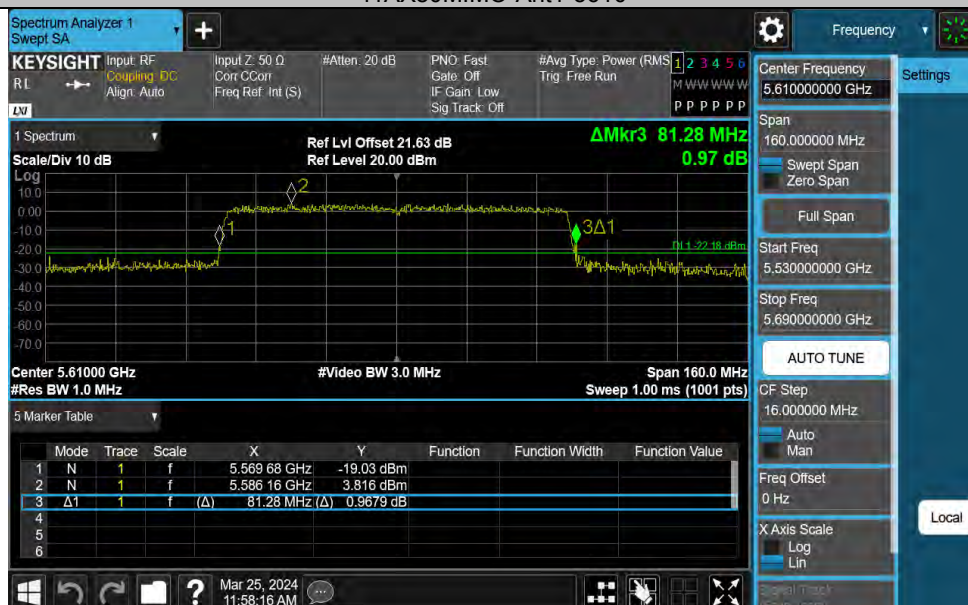 Spectrum Analyzer 1
Swept SA
Frequency
KEYSIGHT Input: RF Input Z: 50 Ω #Atten: 20 dB PNO: Fast #Avg Type: Power (RMS 1 2 3 4 5 6
RL Coupling: DC Corr CCorr Gate: Off Trig: Free Run M W W W W W
Align: Auto Freq Ref: Int (S) IF Gain: Low
LXI Sig Track: Off P P P P P P
Center Frequency
5.610000000 GHz
Settings
1 Spectrum Ref Lvl Offset 21.63 dB ΔMkr3 81.28 MHz
Scale/Div 10 dB Ref Level 20.00 dBm 0.97 dB
Log
10.0
0.00
-10.0
-20.0
-30.0
-40.0
-50.0
-60.0
-70.0
2
1
3Δ1
DL1 -22.18 dBm
Center 5.61000 GHz #Video BW 3.0 MHz Span 160.0 MHz
#Res BW 1.0 MHz Sweep 1.00 ms (1001 pts)
Span
160.000000 MHz
Swept Span
Zero Span
Full Span
Start Freq
5.530000000 GHz
Stop Freq
5.690000000 GHz
AUTO TUNE
CF Step
16.000000 MHz
Auto
Man
Freq Offset
0 Hz
X Axis Scale
Log
Lin
Signal Track
Local
5 Marker Table
Mode Trace Scale X Y Function Function Width Function Value
1 N 1 f 5.569 68 GHz -19.03 dBm
2 N 1 f 5.586 16 GHz 3.816 dBm
3 Δ1 1 f (Δ) 81.28 MHz (Δ) 0.9679 dB
4
5
6
? Mar 25, 2024
11:58:16 AM